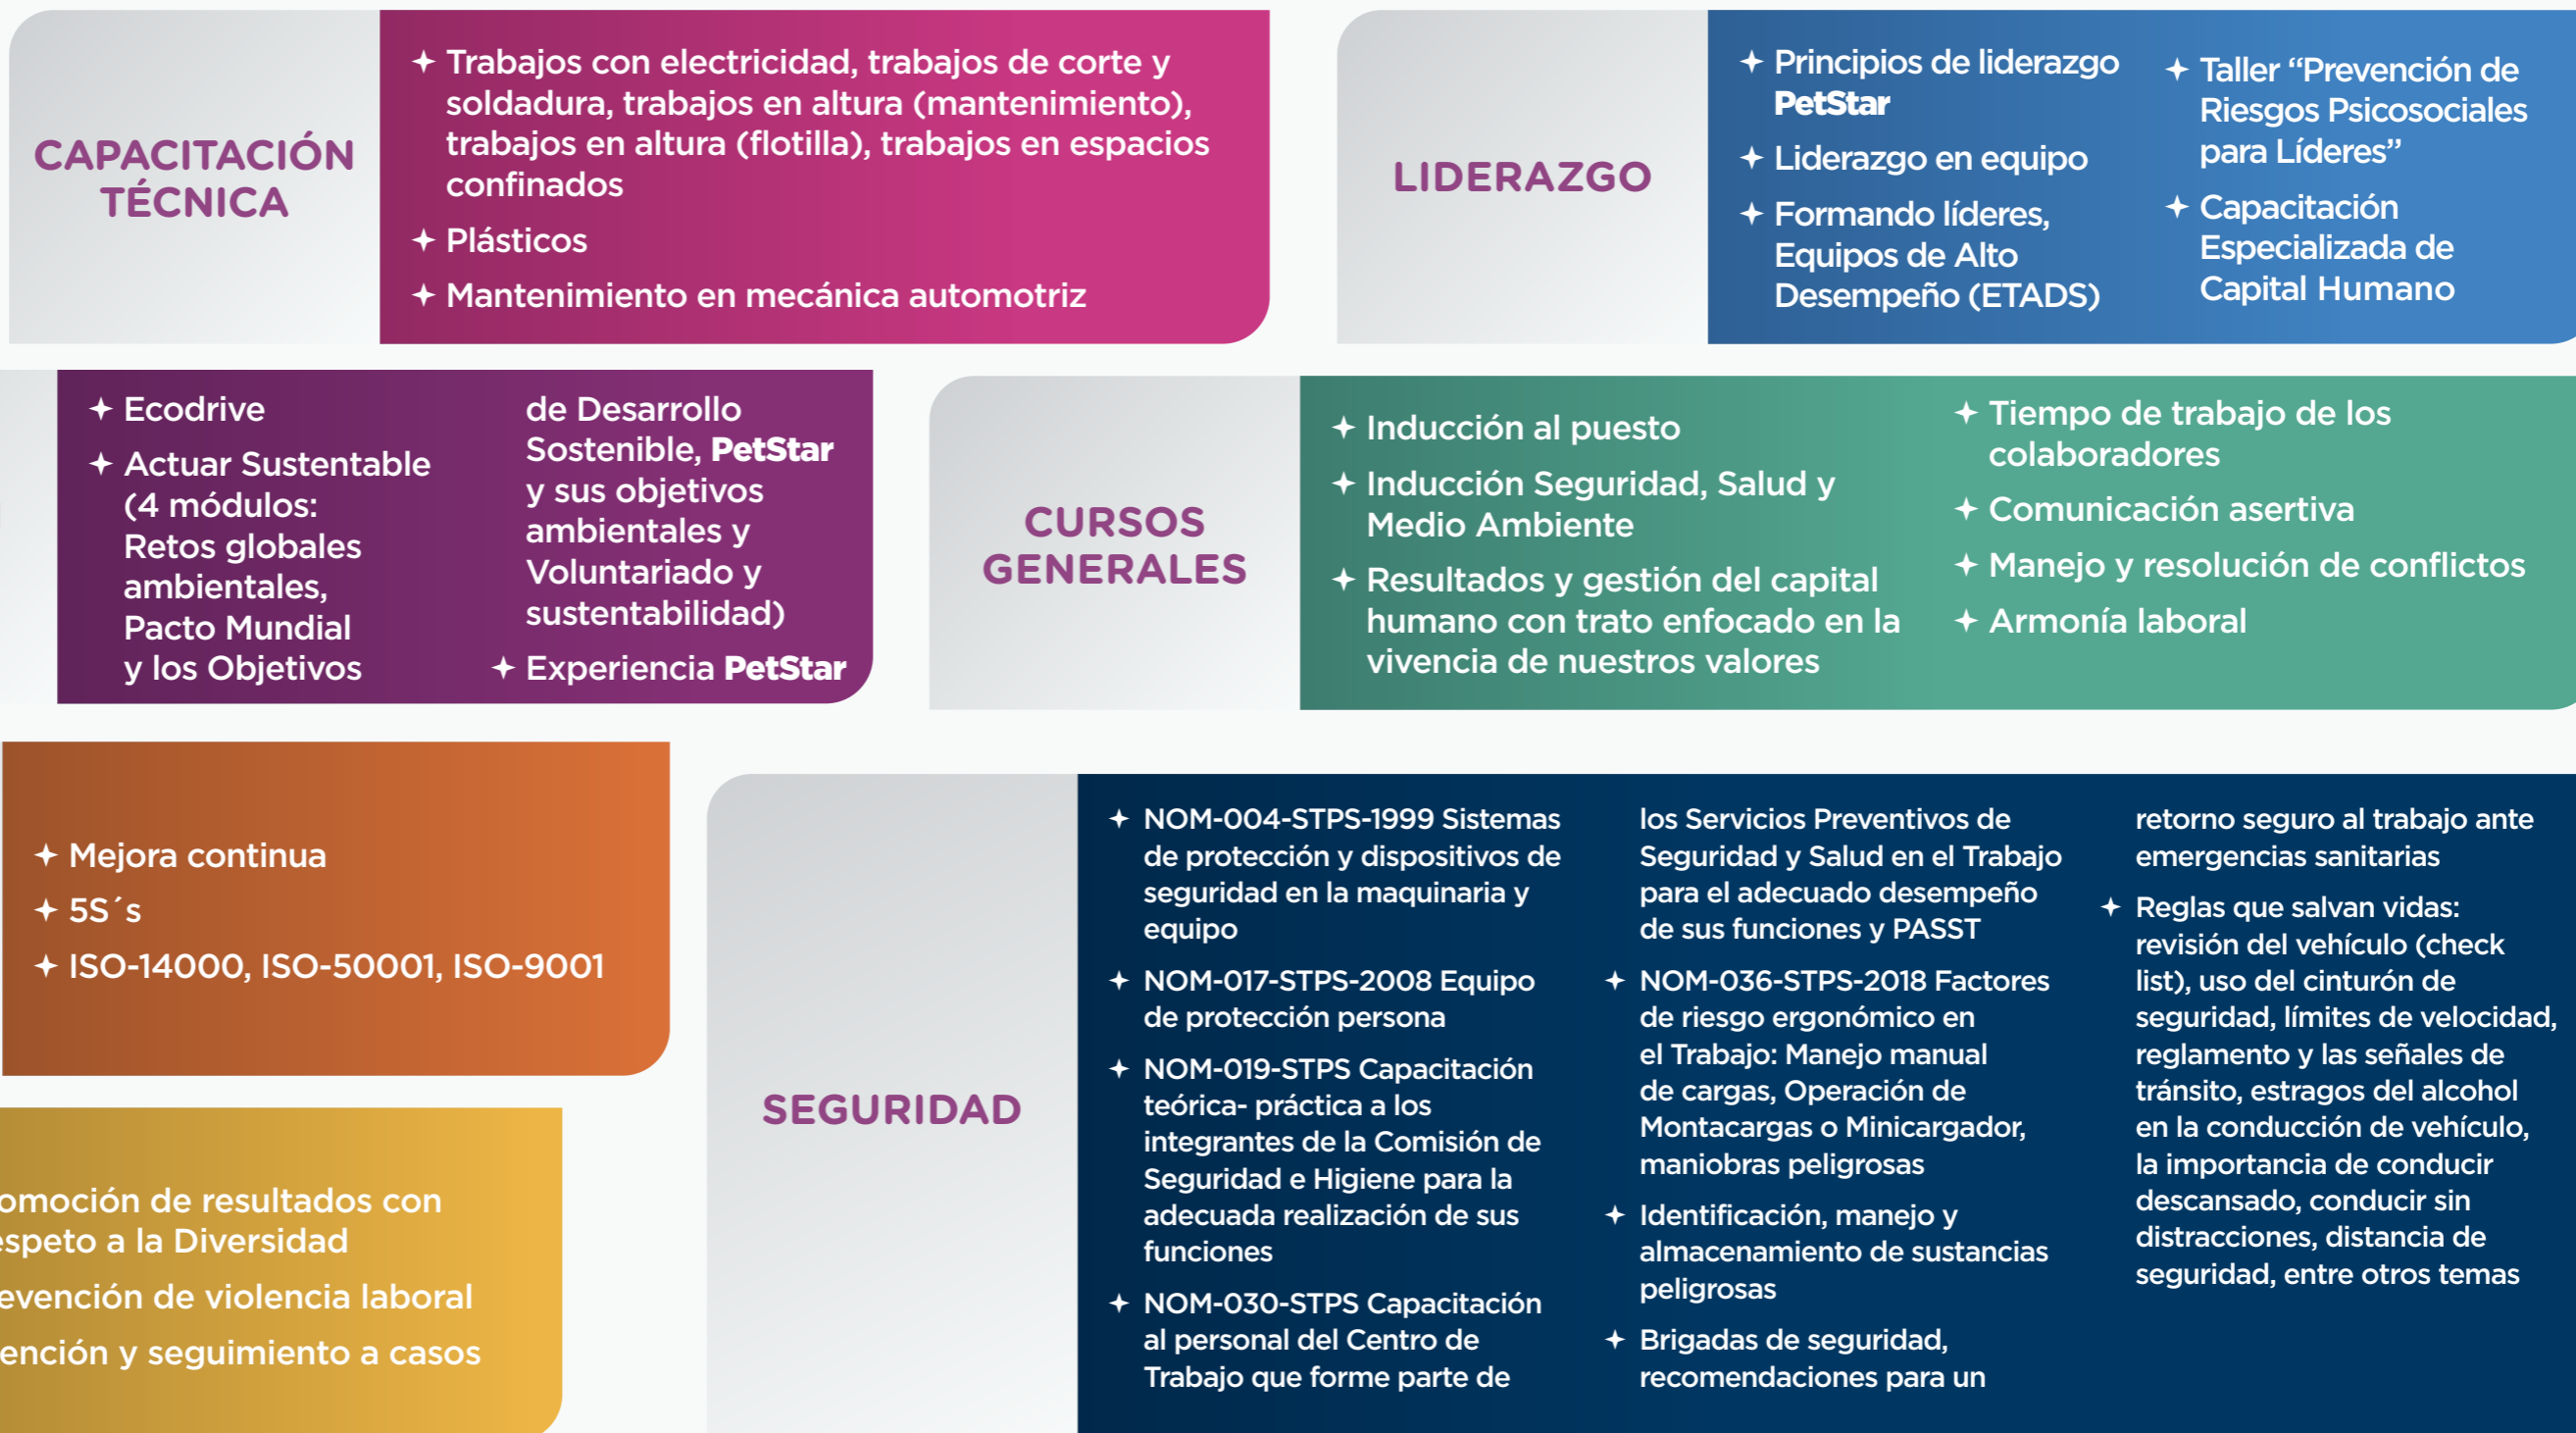 CAPACITACIÓN
TÉCNICA
Trabajos con electricidad, trabajos de corte y
soldadura, trabajos en altura (mantenimiento),
trabajos en altura (flotilla), trabajos en espacios
confinados
Plásticos
Mantenimiento en mecánica automotriz
LIDERAZGO
Principios de liderazgo
PetStar
Liderazgo en equipo
Formando líderes,
Equipos de Alto
Desempeño (ETADS)
Taller “Prevención de
Riesgos Psicosociales
para Líderes”
Capacitación
Especializada de
Capital Humano
Ecodrive
Actuar Sustentable
(4 módulos:
Retos globales
ambientales,
Pacto Mundial
y los Objetivos
de Desarrollo
Sostenible, PetStar
y sus objetivos
ambientales y
Voluntariado y
sustentabilidad)
Experiencia PetStar
CURSOS
GENERALES
Inducción al puesto
Inducción Seguridad, Salud y
Medio Ambiente
Resultados y gestión del capital
humano con trato enfocado en la
vivencia de nuestros valores
Tiempo de trabajo de los
colaboradores
Comunicación asertiva
Manejo y resolución de conflictos
Armonía laboral
Mejora continua
5S´s
ISO-14000, ISO-50001, ISO-9001
omoción de resultados con
espeto a la Diversidad
evención de violencia laboral
ención y seguimiento a casos
SEGURIDAD
NOM-004-STPS-1999 Sistemas
de protección y dispositivos de
seguridad en la maquinaria y
equipo
NOM-017-STPS-2008 Equipo
de protección persona
NOM-019-STPS Capacitación
teórica- práctica a los
integrantes de la Comisión de
Seguridad e Higiene para la
adecuada realización de sus
funciones
NOM-030-STPS Capacitación
al personal del Centro de
Trabajo que forme parte de
los Servicios Preventivos de
Seguridad y Salud en el Trabajo
para el adecuado desempeño
de sus funciones y PASST
NOM-036-STPS-2018 Factores
de riesgo ergonómico en
el Trabajo: Manejo manual
de cargas, Operación de
Montacargas o Minicargador,
maniobras peligrosas
Identificación, manejo y
almacenamiento de sustancias
peligrosas
Brigadas de seguridad,
recomendaciones para un
retorno seguro al trabajo ante
emergencias sanitarias
Reglas que salvan vidas:
revisión del vehículo (check
list), uso del cinturón de
seguridad, límites de velocidad,
reglamento y las señales de
tránsito, estragos del alcohol
en la conducción de vehículo,
la importancia de conducir
descansado, conducir sin
distracciones, distancia de
seguridad, entre otros temas